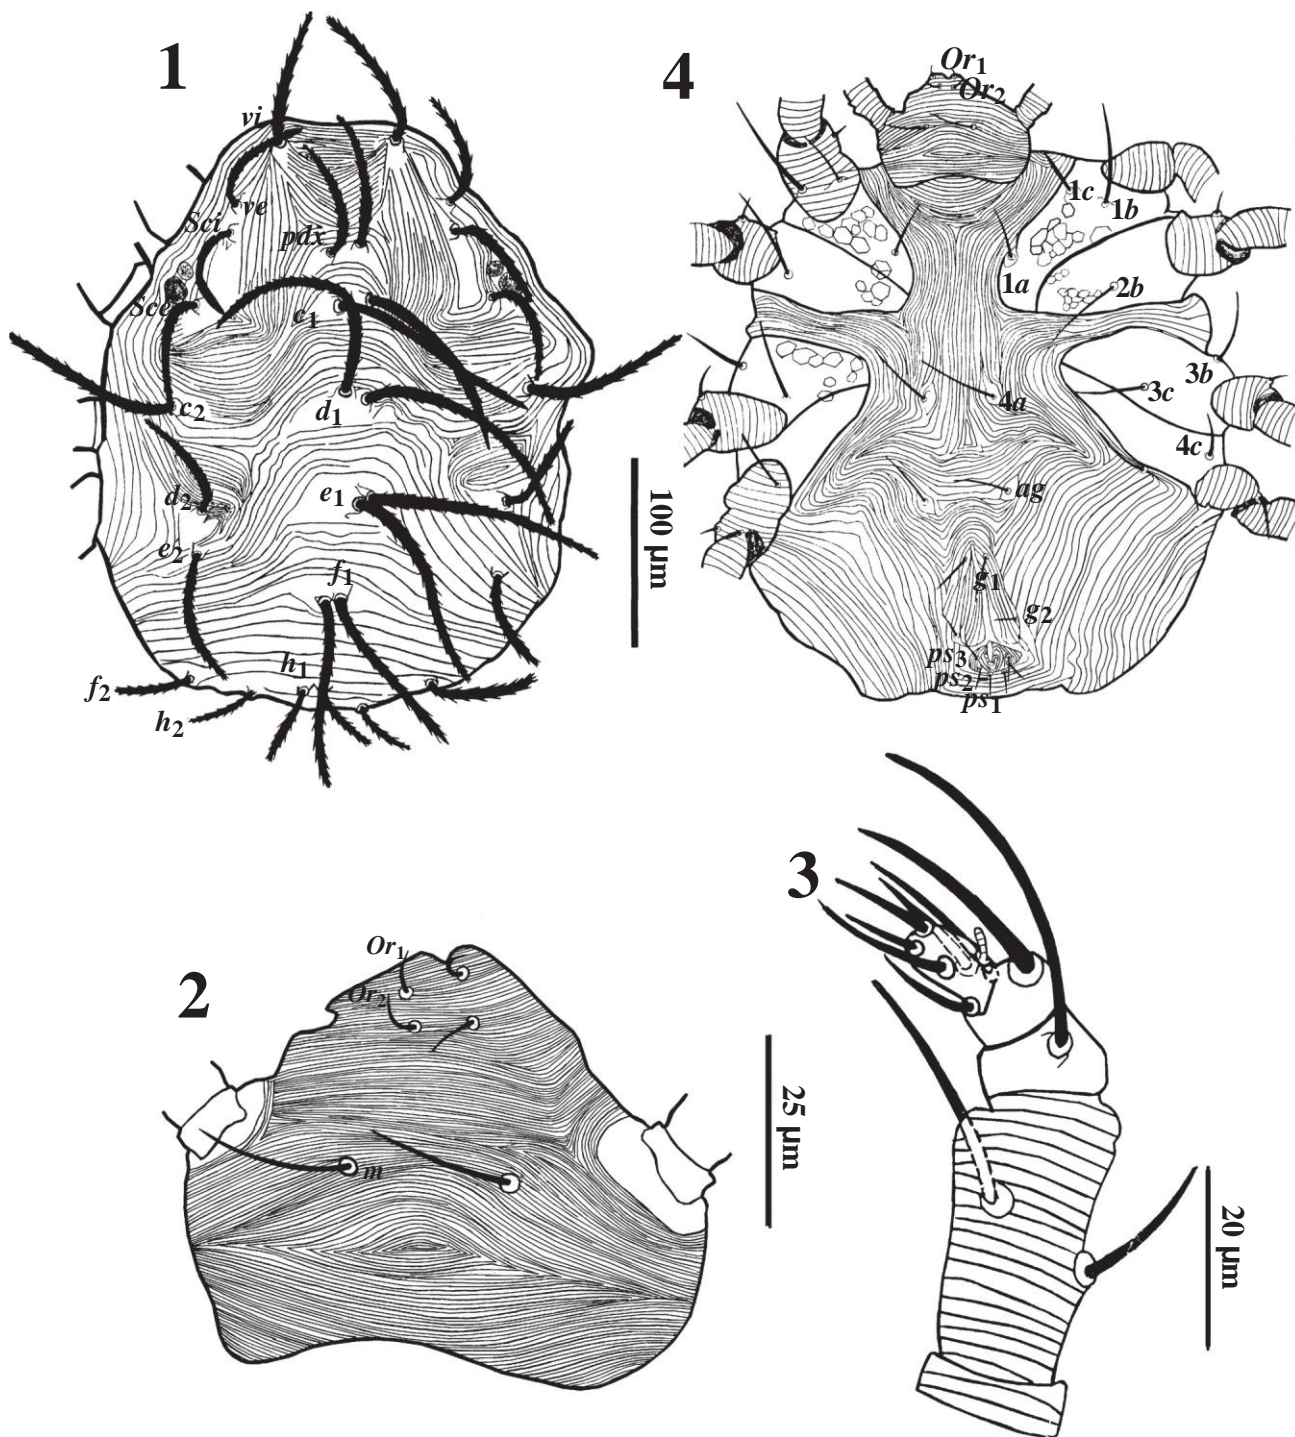 1
vi
ve
Sci
pdx
Sce
c1
c2
d1
d2
e1
e2
f1
h1
f2
h2
100 µm
4
Or1
Or2
1c
1b
1a
2b
3b
3c
4a
4c
ag
g1
g2
ps3
ps2
ps1
2
Or1
Or2
m
25 µm
3
20 µm